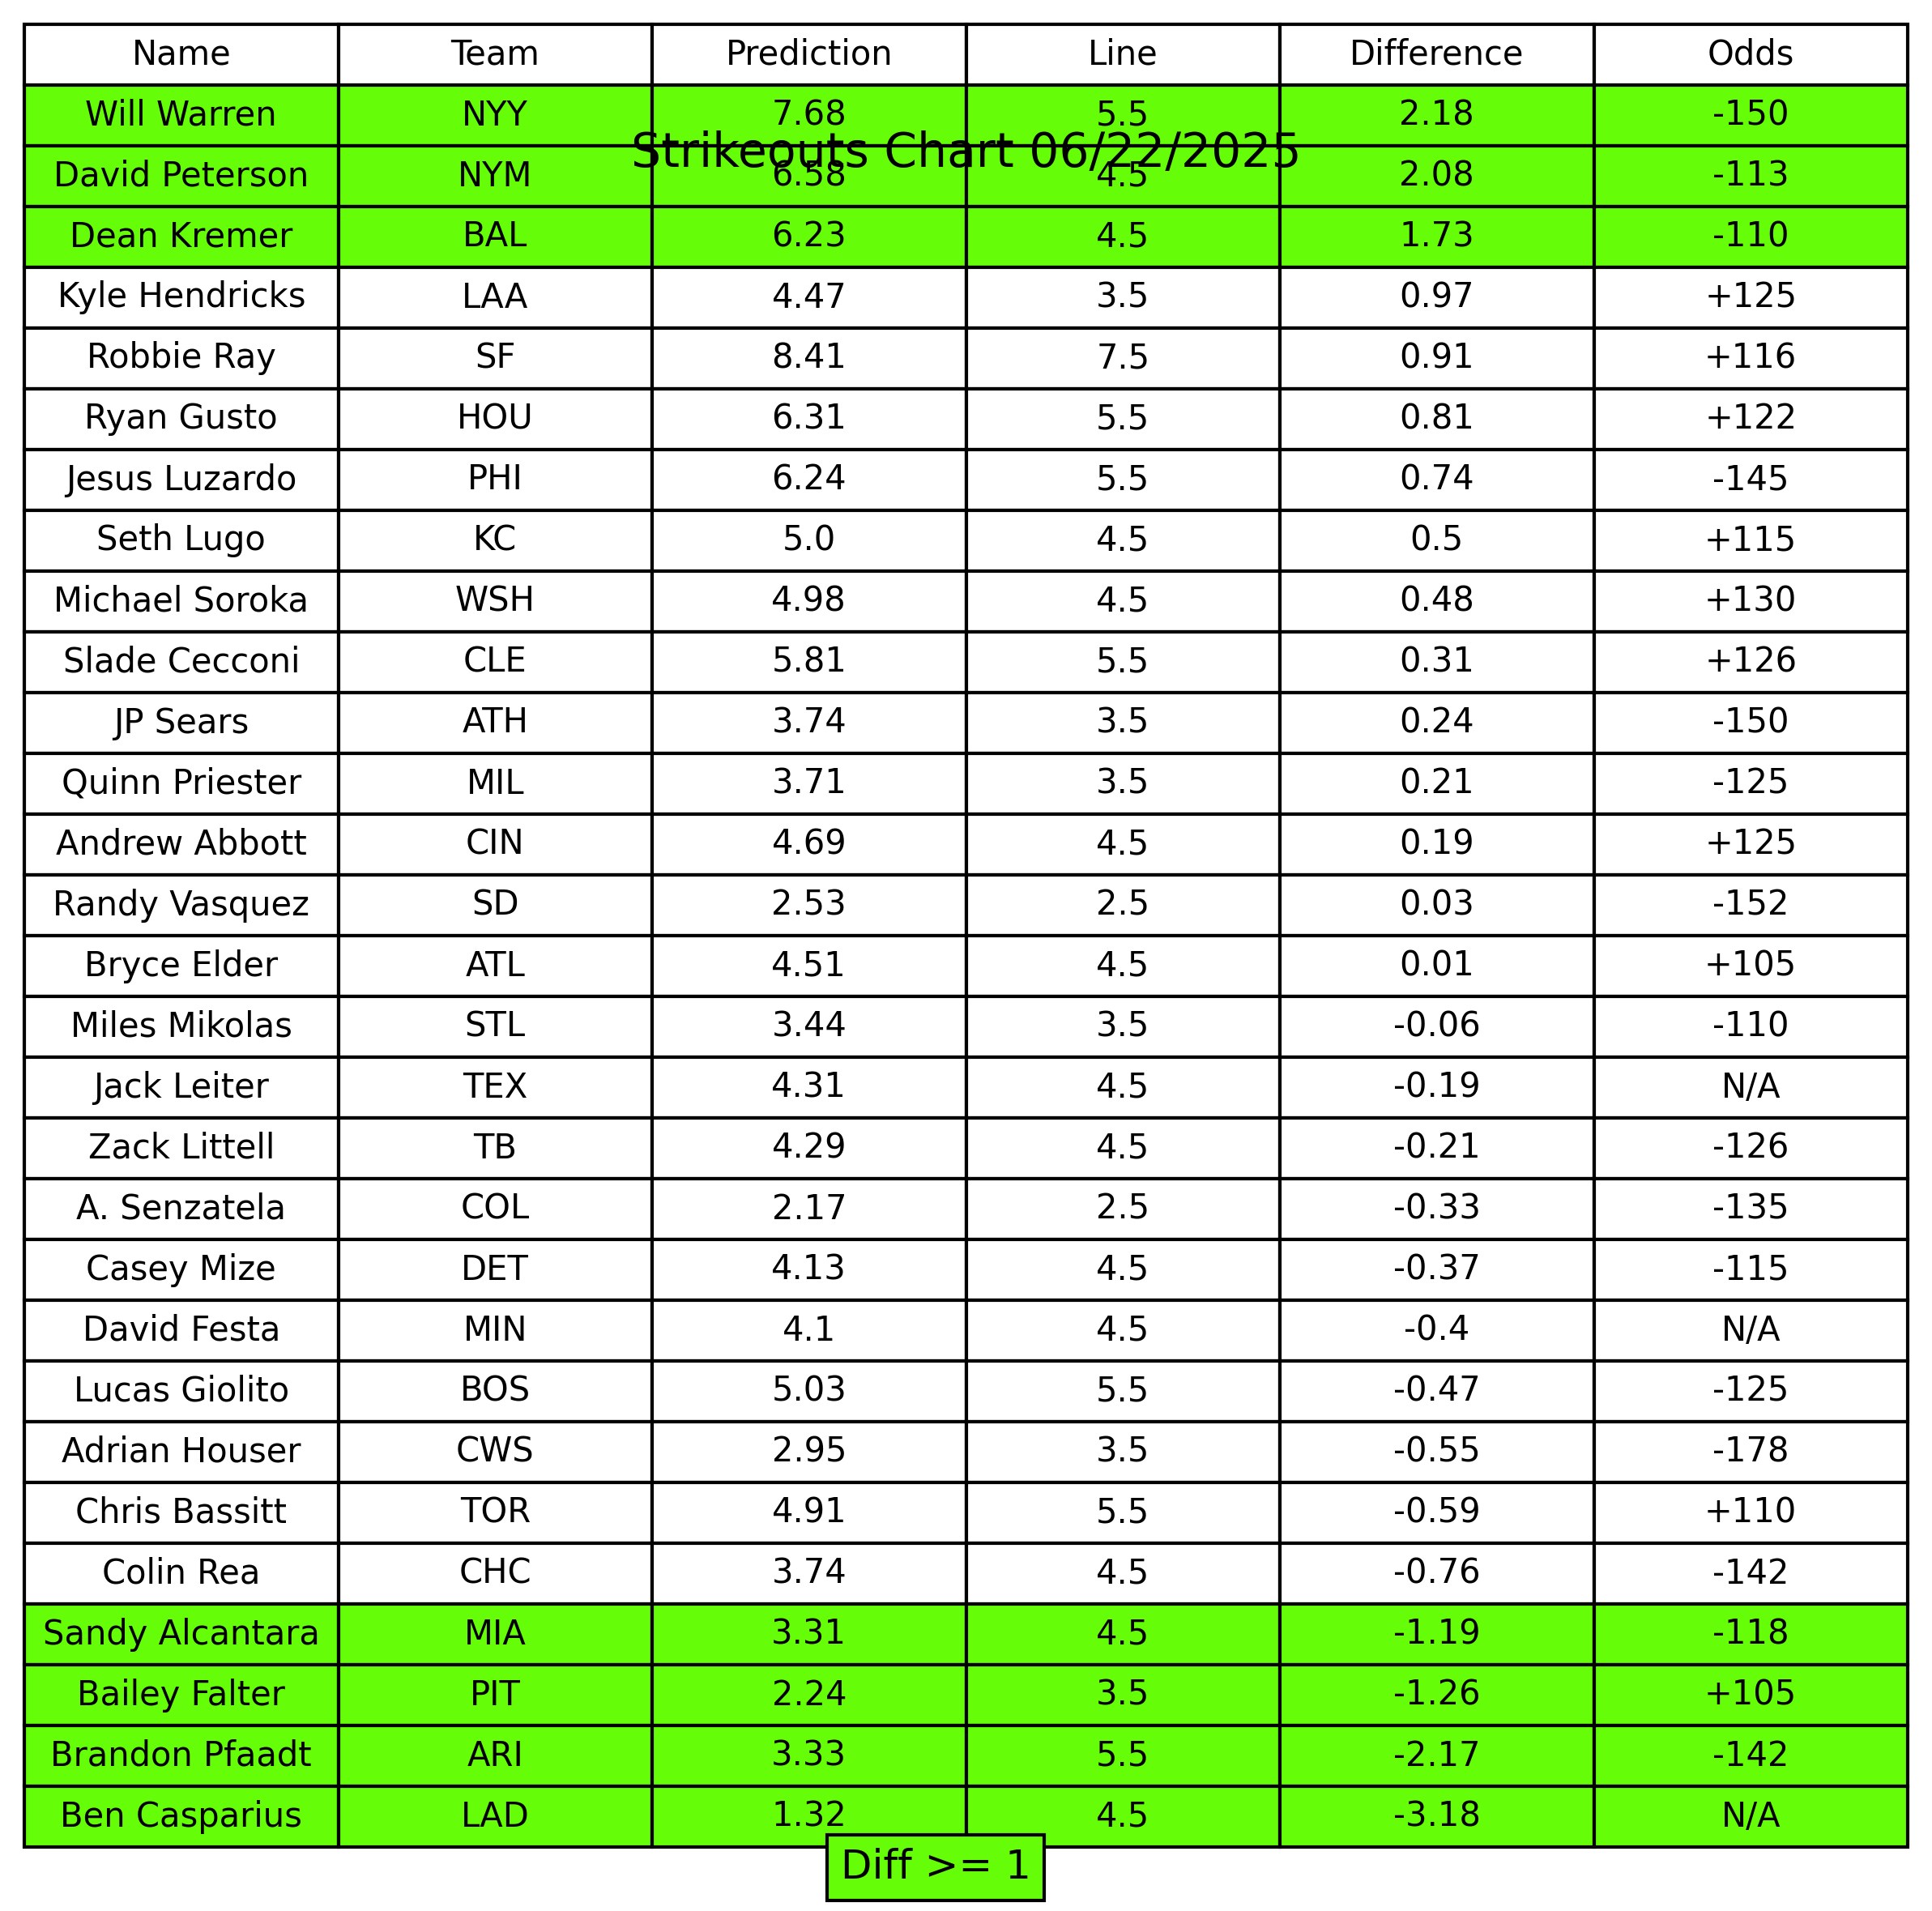 Name Team Prediction Line Difference Odds
Will Warren NYY 7.68 5.5 2.18 -150
Strikeouts Chart 06/22/2025
David Peterson NYM 6.58 4.5 2.08 -113
Dean Kremer BAL 6.23 4.5 1.73 -110
Kyle Hendricks LAA 4.47 3.5 0.97 +125
Robbie Ray SF 8.41 7.5 0.91 +116
Ryan Gusto HOU 6.31 5.5 0.81 +122
Jesus Luzardo PHI 6.24 5.5 0.74 -145
Seth Lugo KC 5.0 4.5 0.5 +115
Michael Soroka WSH 4.98 4.5 0.48 +130
Slade Cecconi CLE 5.81 5.5 0.31 +126
JP Sears ATH 3.74 3.5 0.24 -150
Quinn Priester MIL 3.71 3.5 0.21 -125
Andrew Abbott CIN 4.69 4.5 0.19 +125
Randy Vasquez SD 2.53 2.5 0.03 -152
Bryce Elder ATL 4.51 4.5 0.01 +105
Miles Mikolas STL 3.44 3.5 -0.06 -110
Jack Leiter TEX 4.31 4.5 -0.19 N/A
Zack Littell TB 4.29 4.5 -0.21 -126
A. Senzatela COL 2.17 2.5 -0.33 -135
Casey Mize DET 4.13 4.5 -0.37 -115
David Festa MIN 4.1 4.5 -0.4 N/A
Lucas Giolito BOS 5.03 5.5 -0.47 -125
Adrian Houser CWS 2.95 3.5 -0.55 -178
Chris Bassitt TOR 4.91 5.5 -0.59 +110
Colin Rea CHC 3.74 4.5 -0.76 -142
Sandy Alcantara MIA 3.31 4.5 -1.19 -118
Bailey Falter PIT 2.24 3.5 -1.26 +105
Brandon Pfaadt ARI 3.33 5.5 -2.17 -142
Ben Casparius LAD 1.32 4.5 -3.18 N/A
Diff >= 1